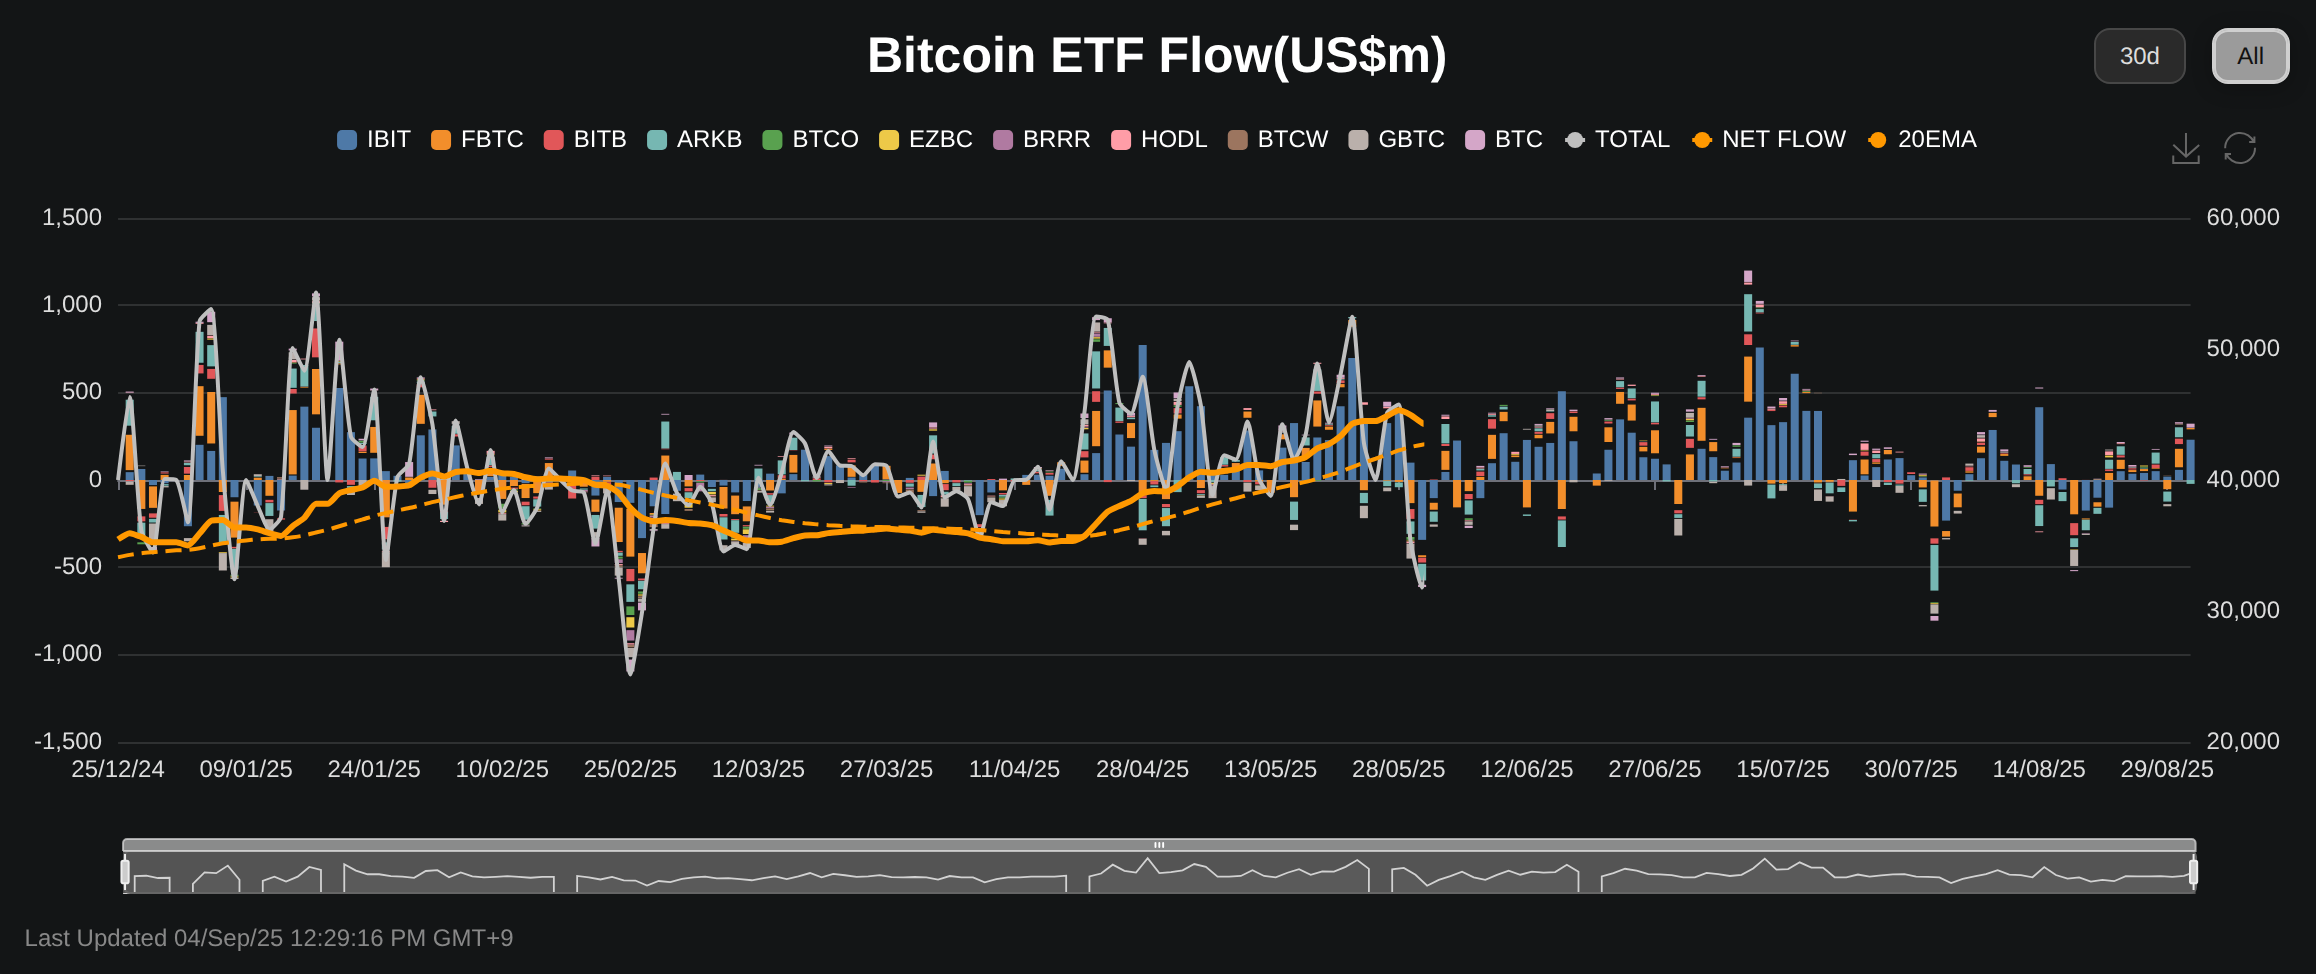 Bitcoin ETF Flow(US$m)
30d All
IBIT FBTC BITB ARKB BTCO EZBC BRRR HODL BTCW GBTC BTC TOTAL NET FLOW 20EMA
1,500 60,000
1,000
50,000
500
0 40,000
-500
30,000
-1,000
-1,500 20,000
25/12/24 09/01/25 24/01/25 10/02/25 25/02/25 12/03/25 27/03/25 11/04/25 28/04/25 13/05/25 28/05/25 12/06/25 27/06/25 15/07/25 30/07/25 14/08/25 29/08/25
Last Updated 04/Sep/25 12:29:16 PM GMT+9